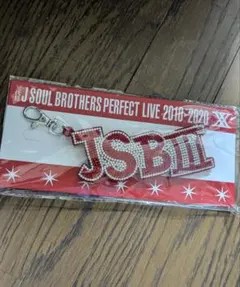 J SOUL BROTHERS PERFECT LIVE 2010-2020
JSBIII